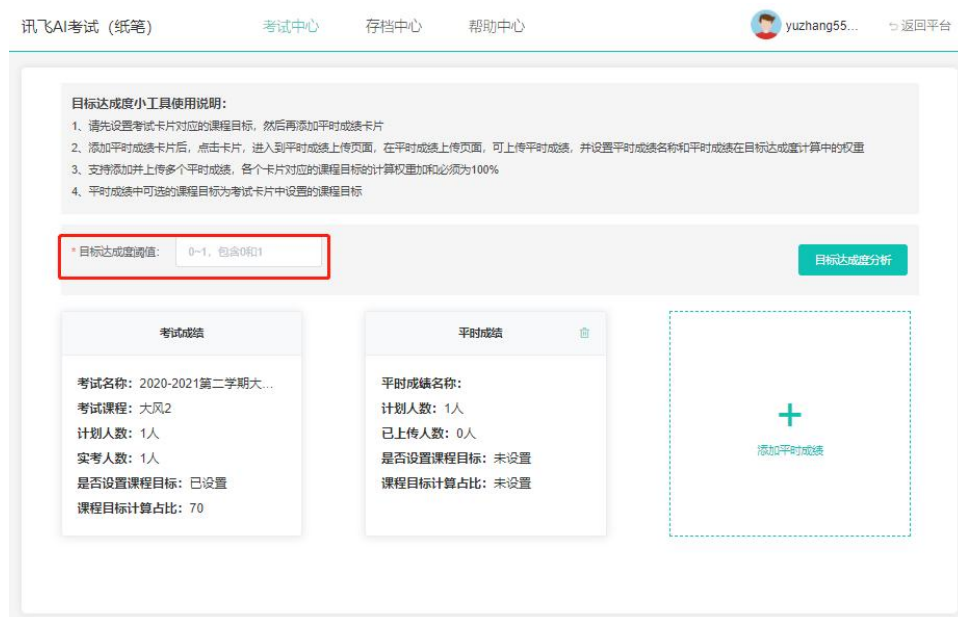 讯飞AI考试（纸笔） 考试中心 存档中心 帮助中心 yuzhang55... 返回平台
目标达成度小工具使用说明：
1、请先设置考试卡片对应的课程目标，然后再添加平时成绩卡片
2、添加平时成绩卡片后，点击卡片，进入到平时成绩上传页面，在平时成绩上传页面，可上传平时成绩，并设置平时成绩名称和平时成绩在目标达成度计算中的权重
3、支持添加并上传多个平时成绩，各个卡片对应的课程目标的计算权重加和必须为100%
4、平时成绩中可选的课程目标为考试卡片中设置的课程目标
*目标达成度阈值： 0~1，包含0和1 目标达成度分析
考试成绩
考试名称：2020-2021第二学期大...
考试课程：大风2
计划人数：1人
实考人数：1人
是否设置课程目标：已设置
课程目标计算占比：70
平时成绩
平时成绩名称：
计划人数：1人
已上传人数：0人
是否设置课程目标：未设置
课程目标计算占比：未设置
添加平时成绩